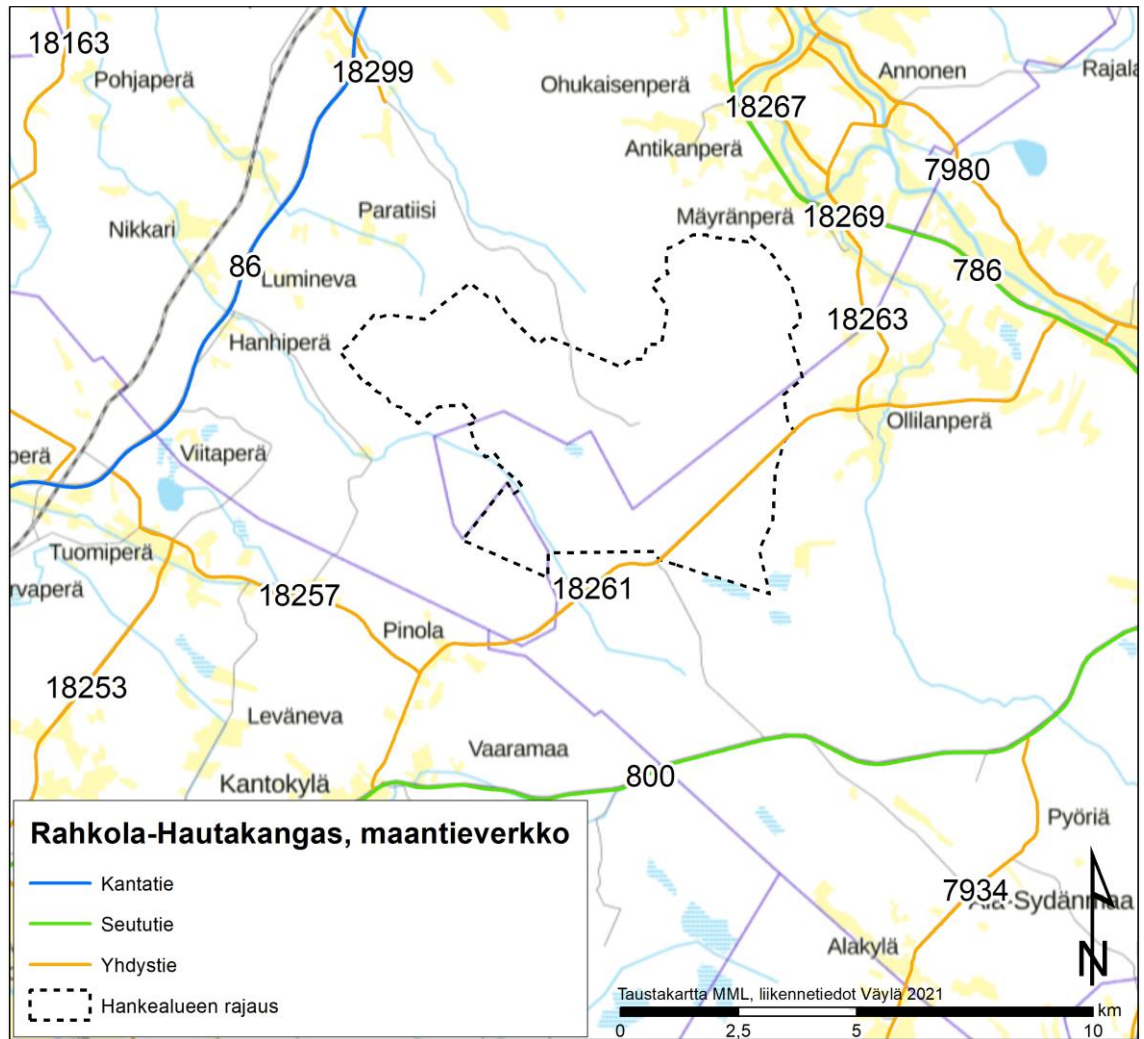 18163
18299
Pohjaperä
Ohukaisenperä
Annonen
Rajala
18267
Antikanperä
7980
Nikkari
Paratiisi
Mäyränperä
18269
86
Lumineva
786
Hanhiperä
18263
Ollilanperä
perä
Viitaperä
Tuomiperä
rvaperä
18257
18261
Pinola
18253
Leväneva
Vaaramaa
Kantokylä
800
Pyöriä
7934
Ala-Sydänmaa
Alakylä
Rahkola-Hautakangas, maantieverkko
Kantatie
Seututie
Yhdystie
Hankealueen rajaus
N
Taustakartta MML, liikennetiedot Väylä 2021
km
0 2,5 5 10